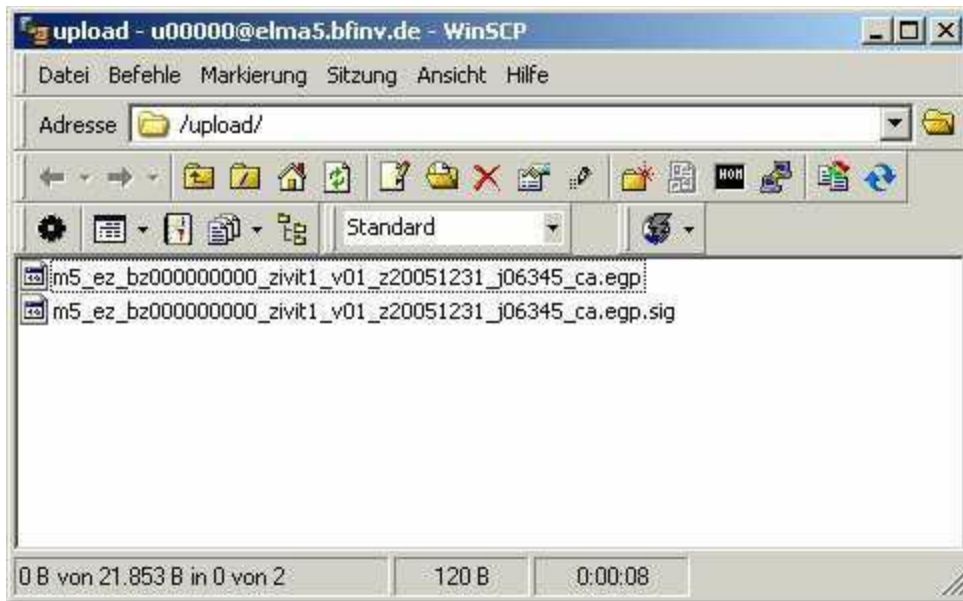 upload - u00000@elma5.bfinv.de - WinSCP
Datei Befehle Markierung Sitzung Ansicht Hilfe
Adresse /upload/
Standard
m5_ez_bz000000000_zivit1_v01_z20051231_j06345_ca.egp
m5_ez_bz000000000_zivit1_v01_z20051231_j06345_ca.egp.sig
0 B von 21.853 B in 0 von 2 120 B 0:00:08